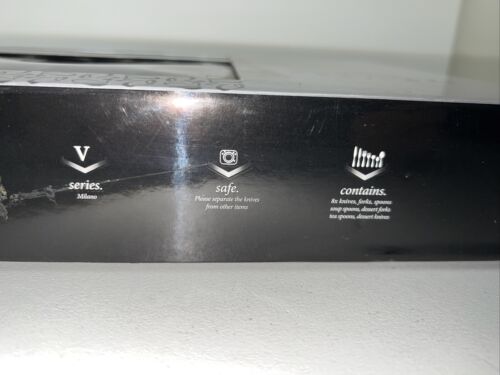 V
series.
Milano
safe.
Please separate the knives
from other items
contains.
8x knives, forks, spoons
soup spoons, dessert forks
tea spoons, dessert knives